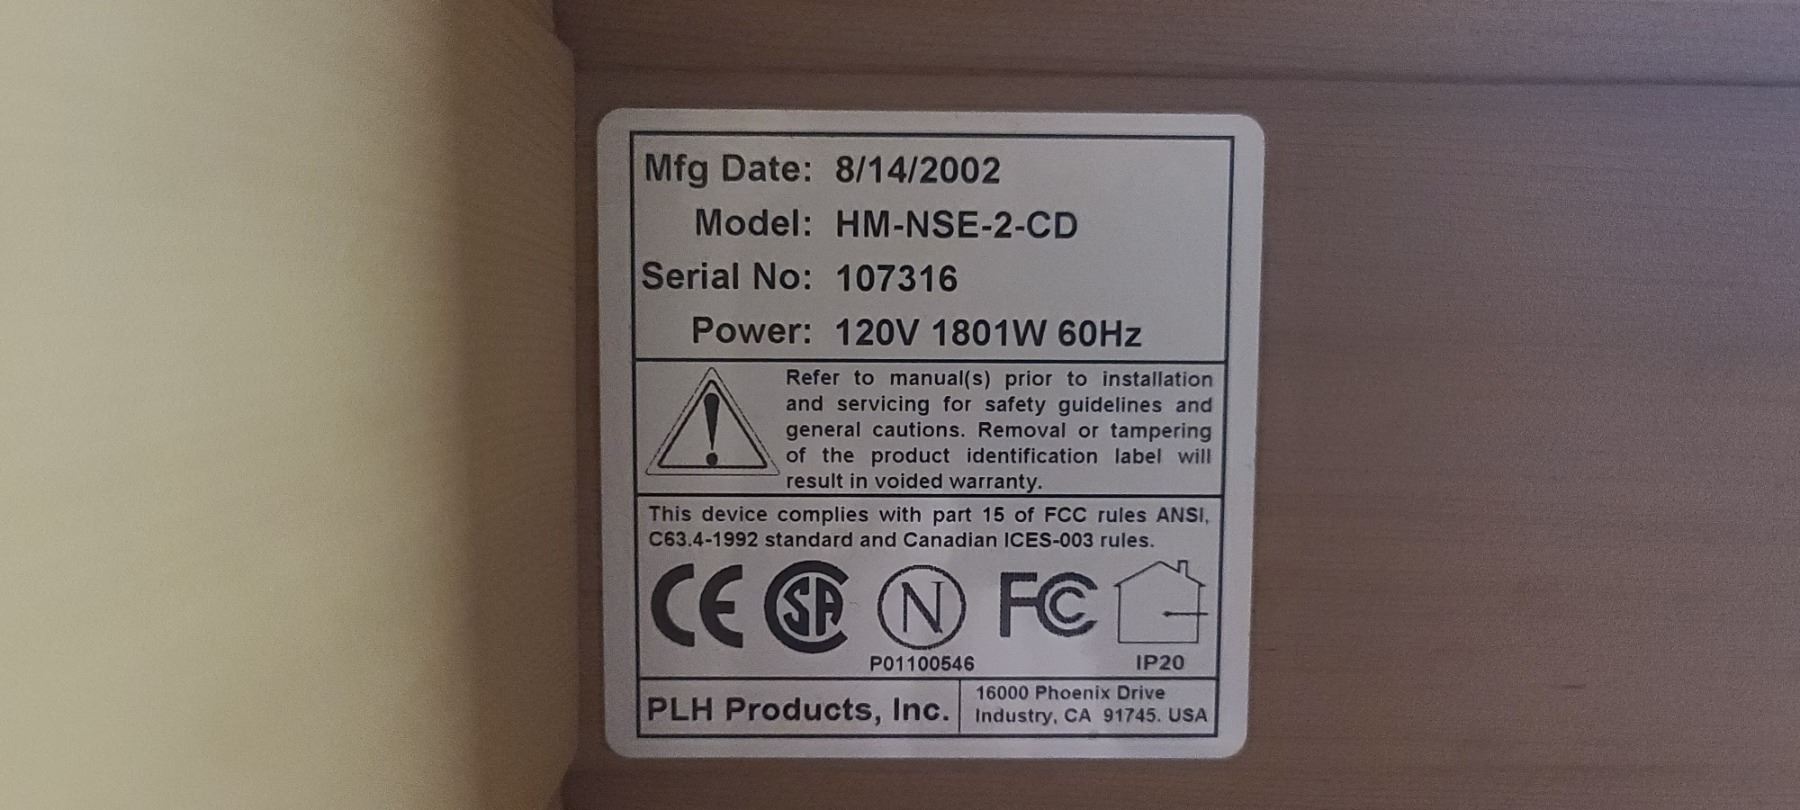 Mfg Date: 8/14/2002
Model: HM-NSE-2-CD
Serial No: 107316
Power: 120V 1801W 60Hz
Refer to manual(s) prior to installation
and servicing for safety guidelines and
general cautions. Removal or tampering
of the product identification label will
result in voided warranty.
This device complies with part 15 of FCC rules ANSI,
C63.4-1992 standard and Canadian ICES-003 rules.
CE SA N FC
P01100546 IP20
PLH Products, Inc.
16000 Phoenix Drive
Industry, CA 91745. USA